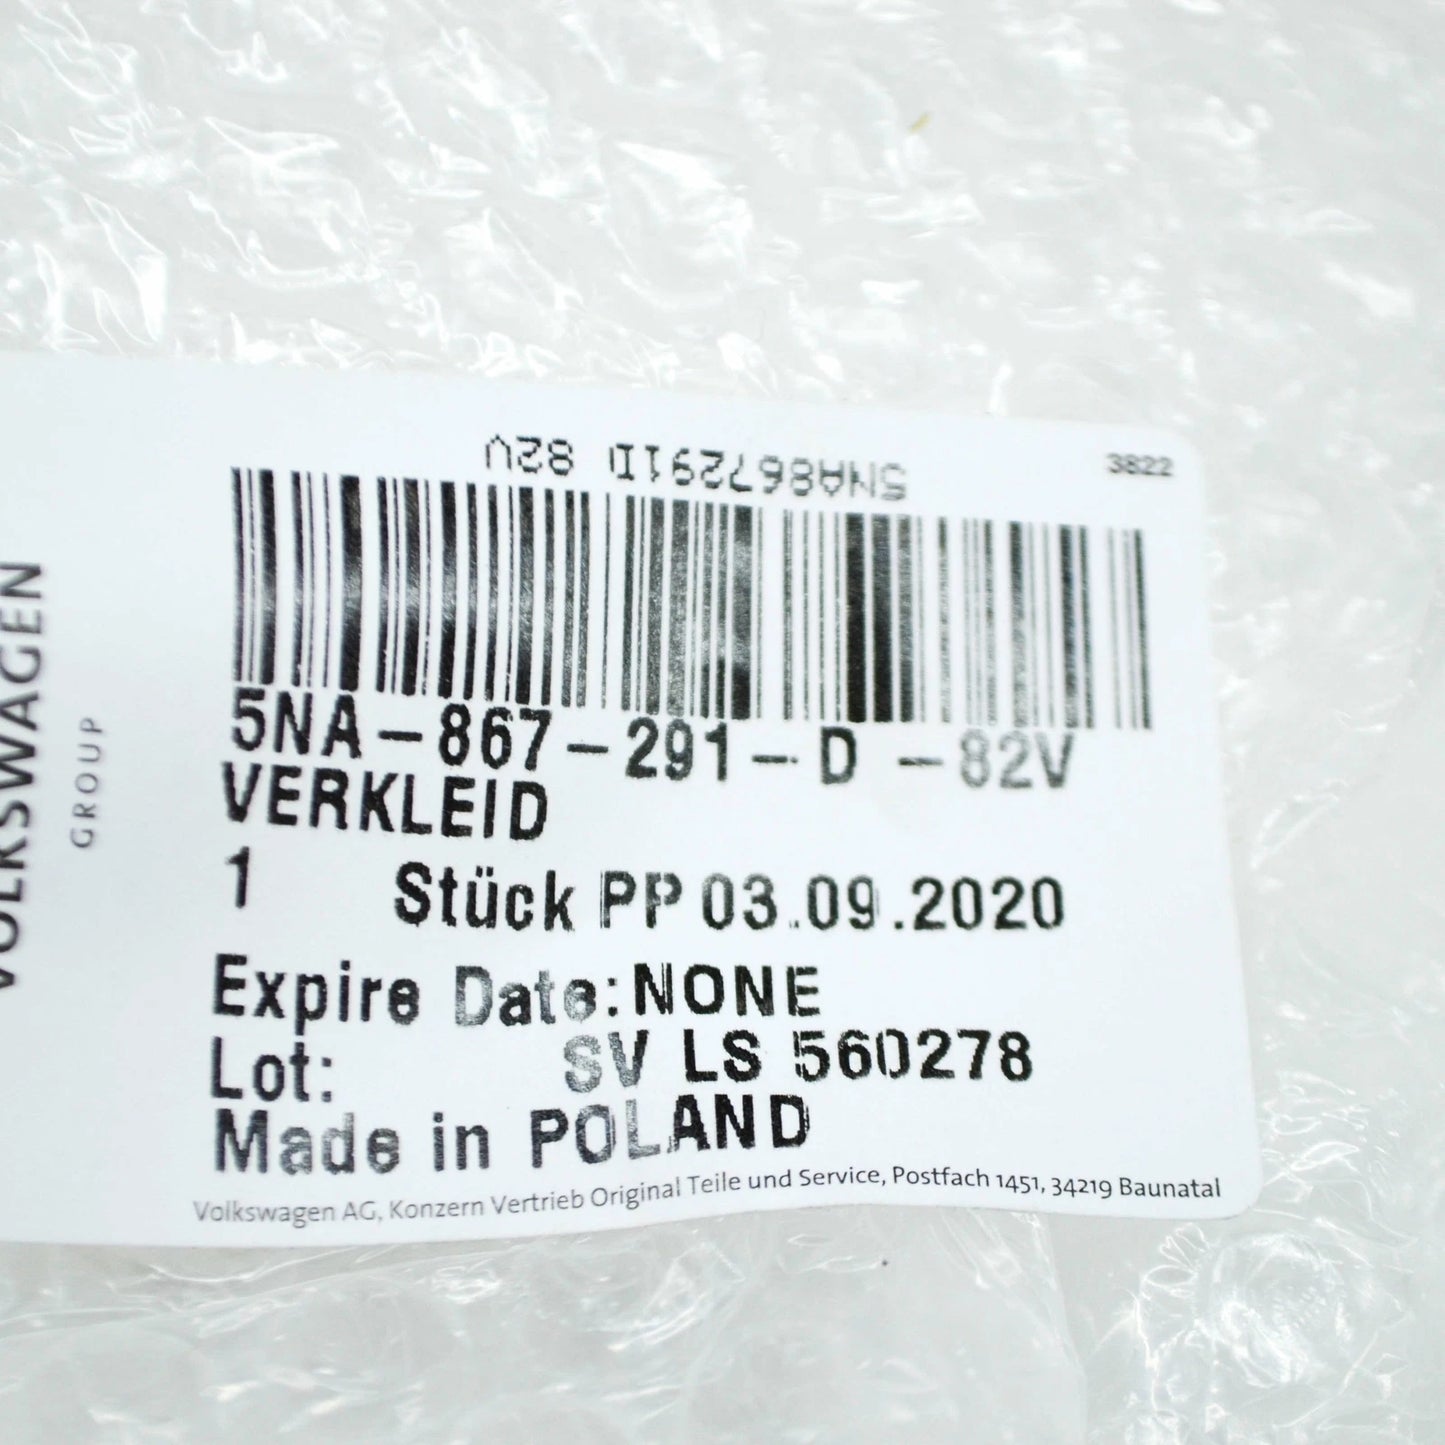 VOLKSWAGEN
GROUP
5NA867291D 82V
3822
5NA-867-291-D -82V
VERKLEID
1 Stück PP 03.09.2020
Expire Date:NONE
Lot: SV LS 560278
Made in POLAND
Volkswagen AG, Konzern Vertrieb Original Teile und Service, Postfach 1451, 34219 Baunatal